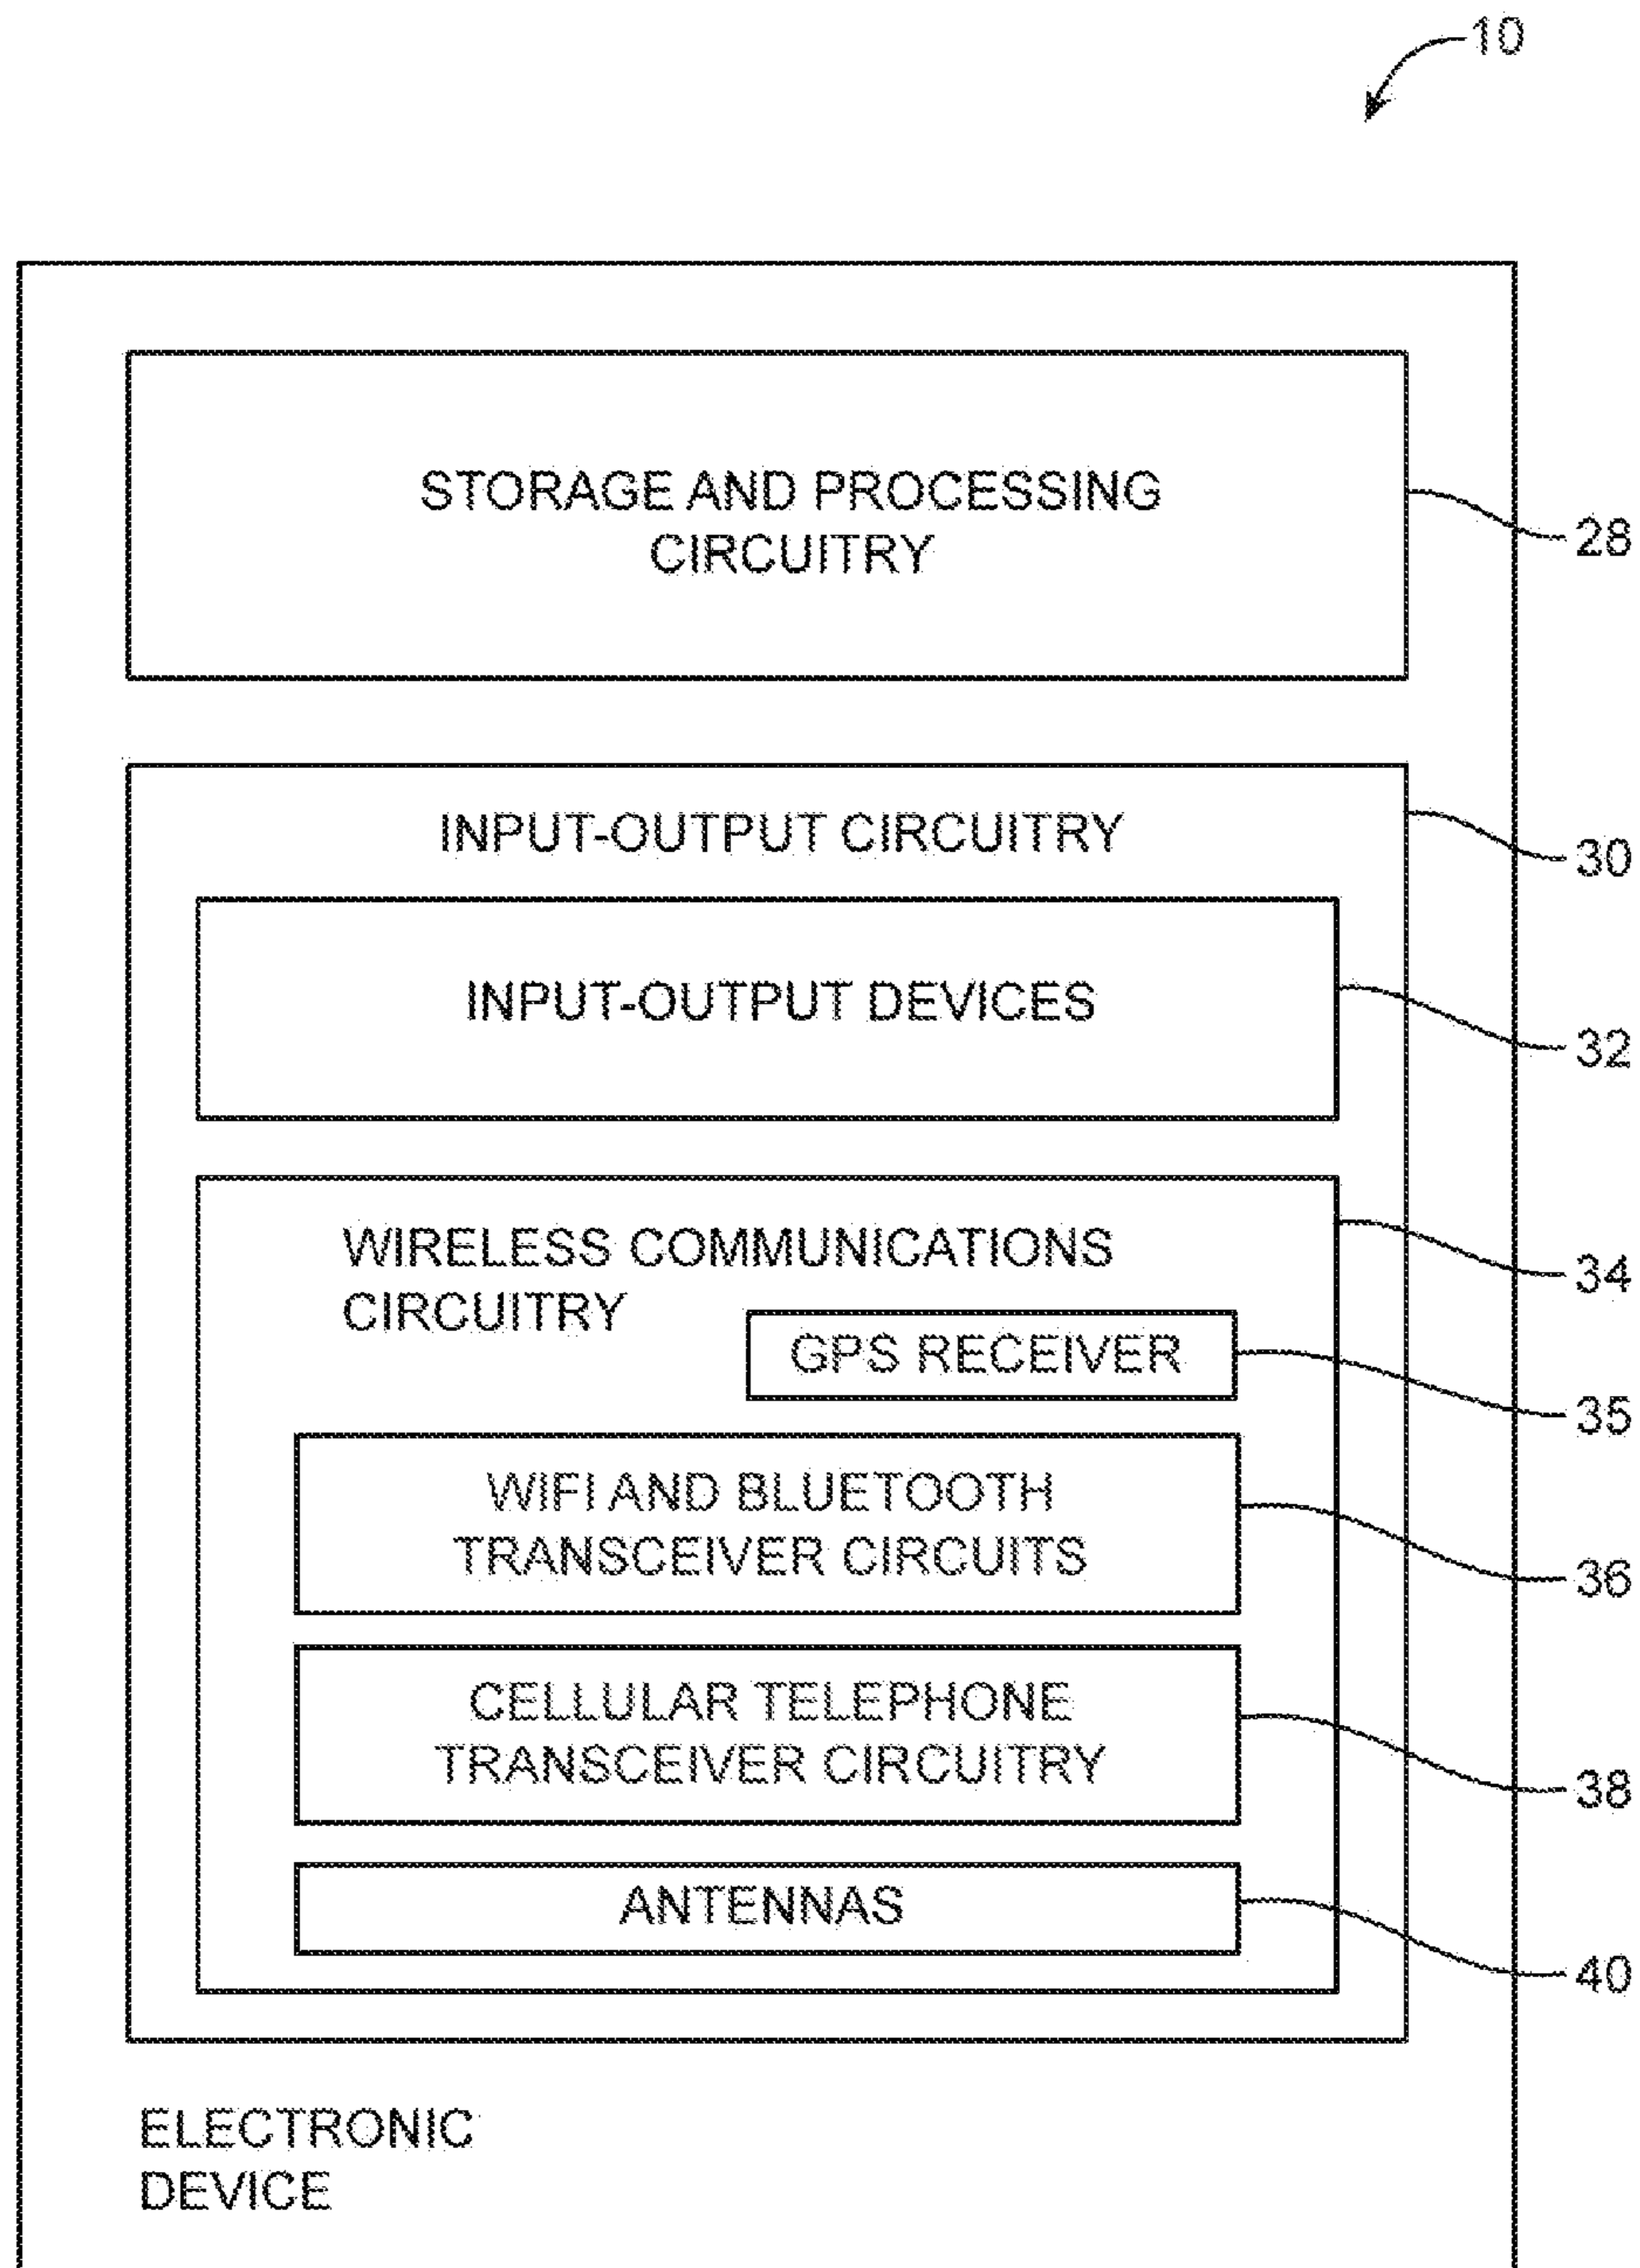 10
STORAGE AND PROCESSING
CIRCUITRY
28
INPUT-OUTPUT CIRCUITRY
30
INPUT-OUTPUT DEVICES
32
WIRELESS COMMUNICATIONS
CIRCUITRY
34
GPS RECEIVER
35
WIFI AND BLUETOOTH
TRANSCEIVER CIRCUITS
36
CELLULAR TELEPHONE
TRANSCEIVER CIRCUITRY
38
ANTENNAS
40
ELECTRONIC
DEVICE